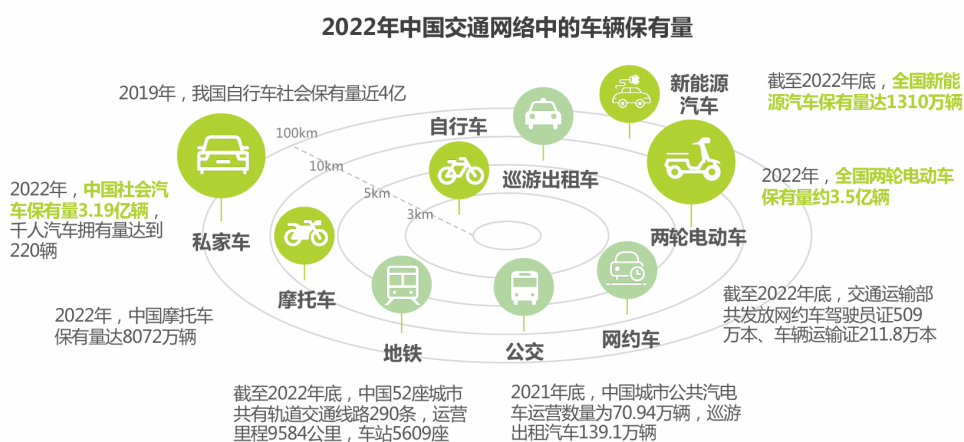 2022年中国交通网络中的车辆保有量
2019年，我国自行车社会保有量近4亿
新能源
汽车
截至2022年底，全国新能
源汽车保有量达1310万辆
自行车
100km
10km
5km
3km
巡游出租车
2022年，中国社会汽
车保有量3.19亿辆，
千人汽车拥有量达到
220辆
2022年，全国两轮电动车
保有量约3.5亿辆
私家车
两轮电动车
摩托车
2022年，中国摩托车
保有量达8072万辆
地铁
公交
网约车
截至2022年底，交通运输部
共发放网约车驾驶员证509
万本、车辆运输证211.8万本
截至2022年底，中国52座城市
共有轨道交通线路290条，运营
里程9584公里，车站5609座
2021年底，中国城市公共汽电
车运营数量为70.94万辆，巡游
出租汽车139.1万辆